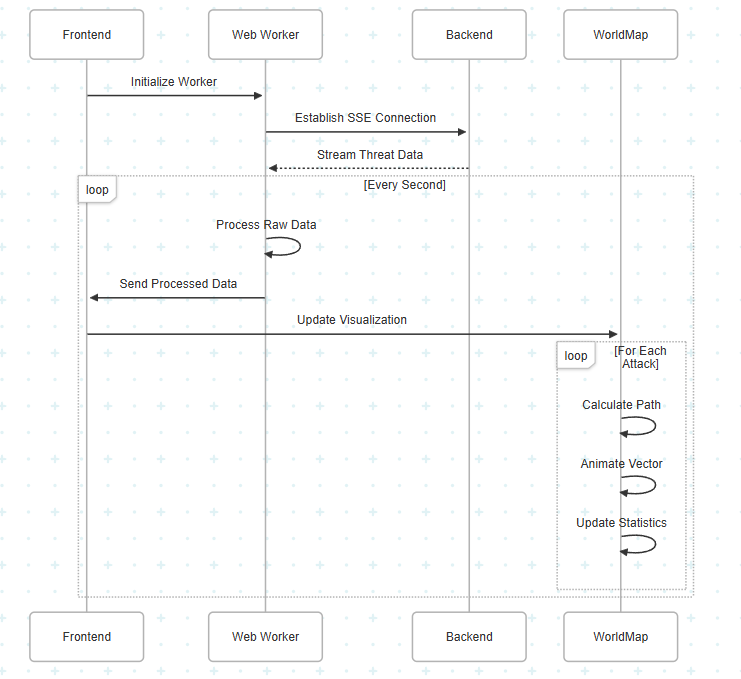 Frontend
Web Worker
Backend
WorldMap
Initialize Worker
Establish SSE Connection
Stream Threat Data
loop
[Every Second]
Process Raw Data
Send Processed Data
Update Visualization
loop
[For Each
Attack]
Calculate Path
Animate Vector
Update Statistics
Frontend
Web Worker
Backend
WorldMap